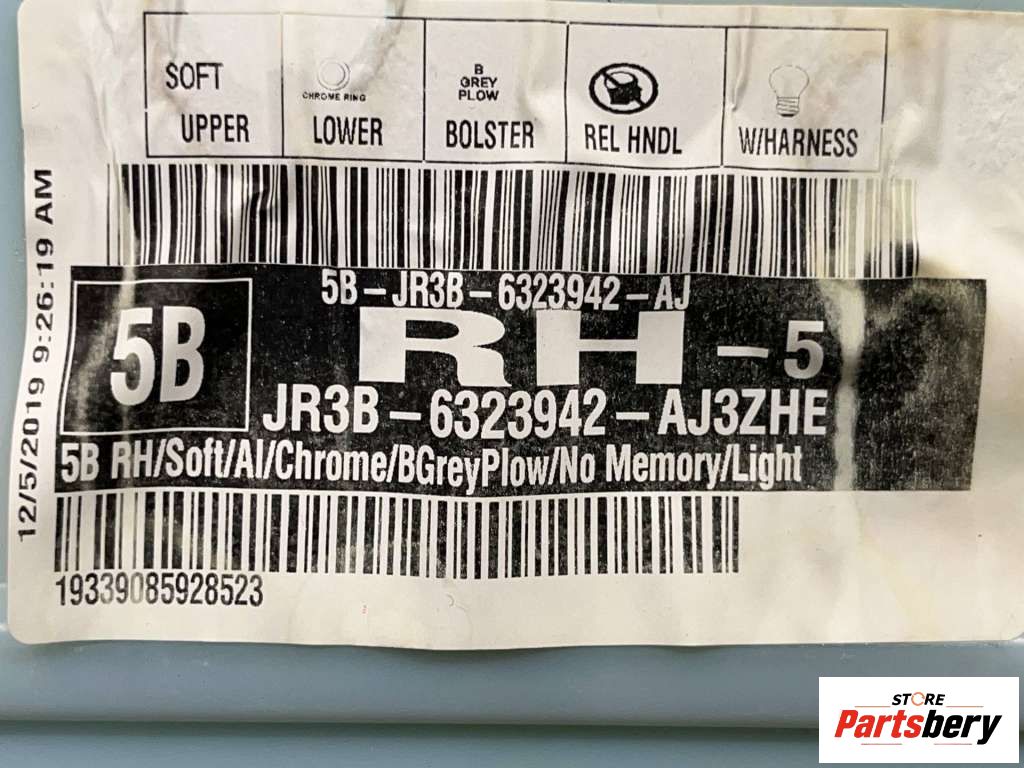 SOFT
UPPER
CHROME RING
LOWER
B
GREY
PLOW
BOLSTER
REL HNDL
W/HARNESS
12/5/2019 9:26:19 AM
5B-JR3B-6323942-AJ
5B
RH -5
JR3B-6323942-AJ3ZHE
5B RH/Soft/Al/Chrome/BGreyPlow/No Memory/Light
19339085928523
STORE
Partsbery